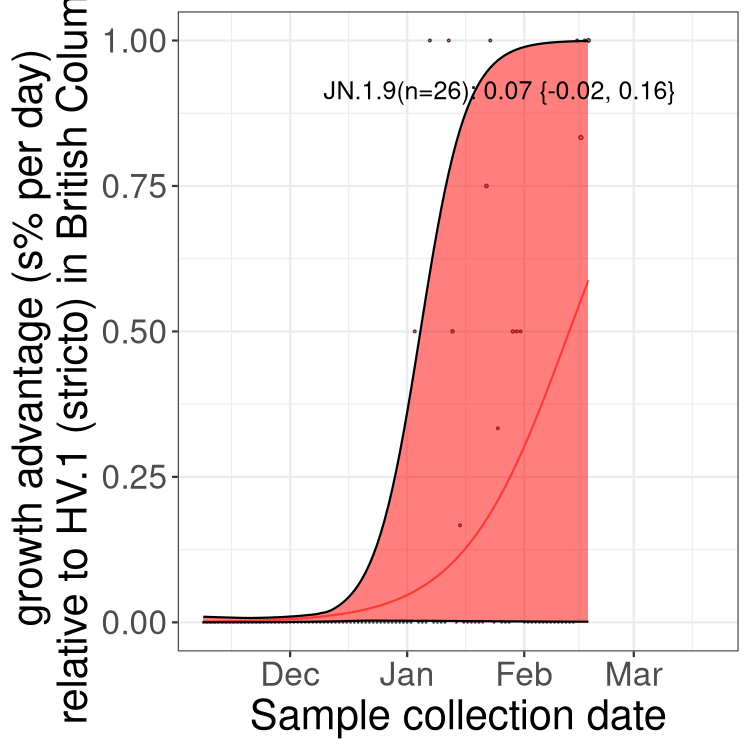 growth advantage (s% per day)
relative to HV.1 (stricto) in British Colum
1.00
0.75
0.50
0.25
0.00
JN.1.9(n=26): 0.07 {-0.02, 0.16}
Dec Jan Feb Mar
Sample collection date